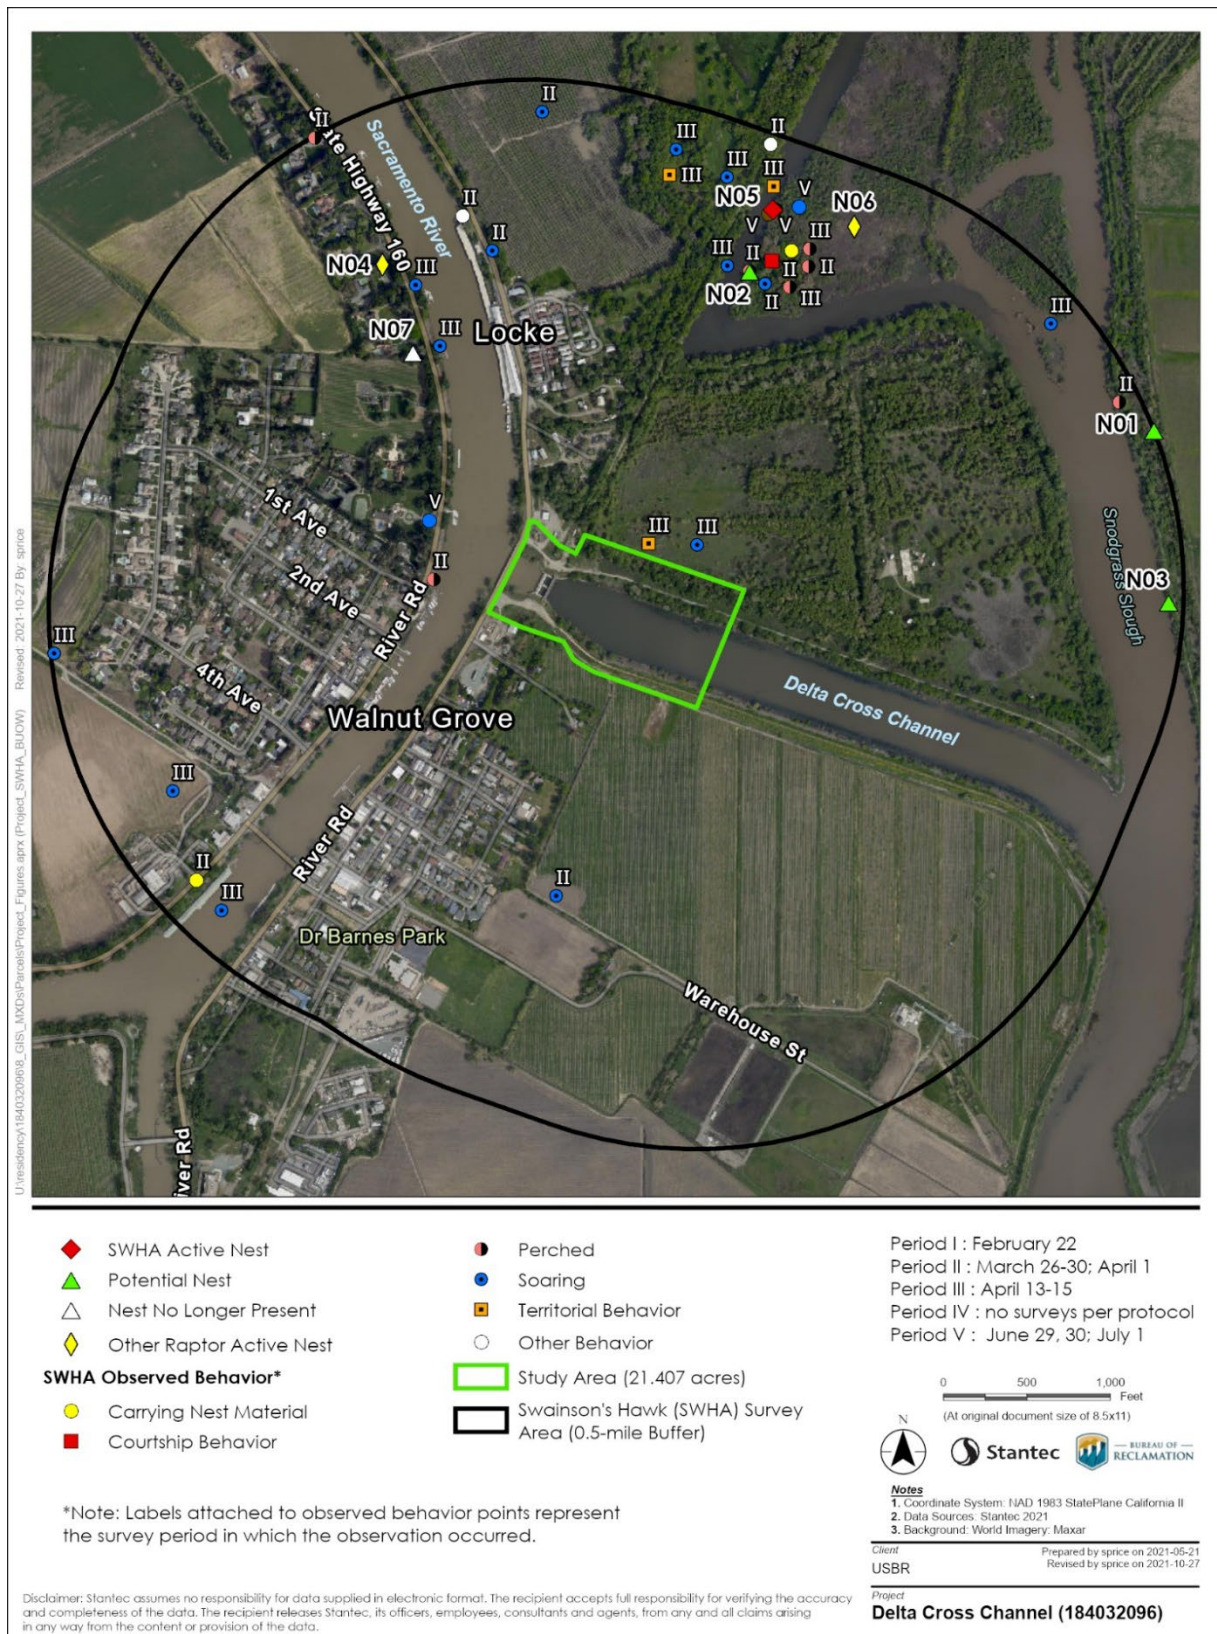 II
II
State Highway 160
Sacramento River
II
II
III
III
III
II
III
N05
V
V
V
N06
N04
III
III
II
III
II
N02
II
II
III
III
N07
III
Locke
II
N01
1st Ave
V
2nd Ave
II
River Rd
III
III
Snodgrass Slough
N03
III
4th Ave
Walnut Grove
Delta Cross Channel
III
River Rd
II
III
II
Dr Barnes Park
Warehouse St
River Rd
U:\residency\184032096\8_GIS\_MXDs\Parcels\Project_Figures.aprx (Project_SWHA_BUOW) Revised: 2021-10-27 By: sprice
SWHA Active Nest
Potential Nest
Nest No Longer Present
Other Raptor Active Nest
SWHA Observed Behavior*
Carrying Nest Material
Courtship Behavior
Perched
Soaring
Territorial Behavior
Other Behavior
Study Area (21.407 acres)
Swainson's Hawk (SWHA) Survey
Area (0.5-mile Buffer)
*Note: Labels attached to observed behavior points represent
the survey period in which the observation occurred.
Period I : February 22
Period II : March 26-30; April 1
Period III : April 13-15
Period IV : no surveys per protocol
Period V : June 29, 30; July 1
0 500 1,000
Feet
(At original document size of 8.5x11)
N
Stantec
BUREAU OF
RECLAMATION
Notes
1. Coordinate System: NAD 1983 StatePlane California II
2. Data Sources: Stantec 2021
3. Background: World Imagery: Maxar
Client
USBR
Prepared by sprice on 2021-05-21
Revised by sprice on 2021-10-27
Project
Delta Cross Channel (184032096)
Disclaimer: Stantec assumes no responsibility for data supplied in electronic format. The recipient accepts full responsibility for verifying the accuracy
and completeness of the data. The recipient releases Stantec, its officers, employees, consultants and agents, from any and all claims arising
in any way from the content or provision of the data.